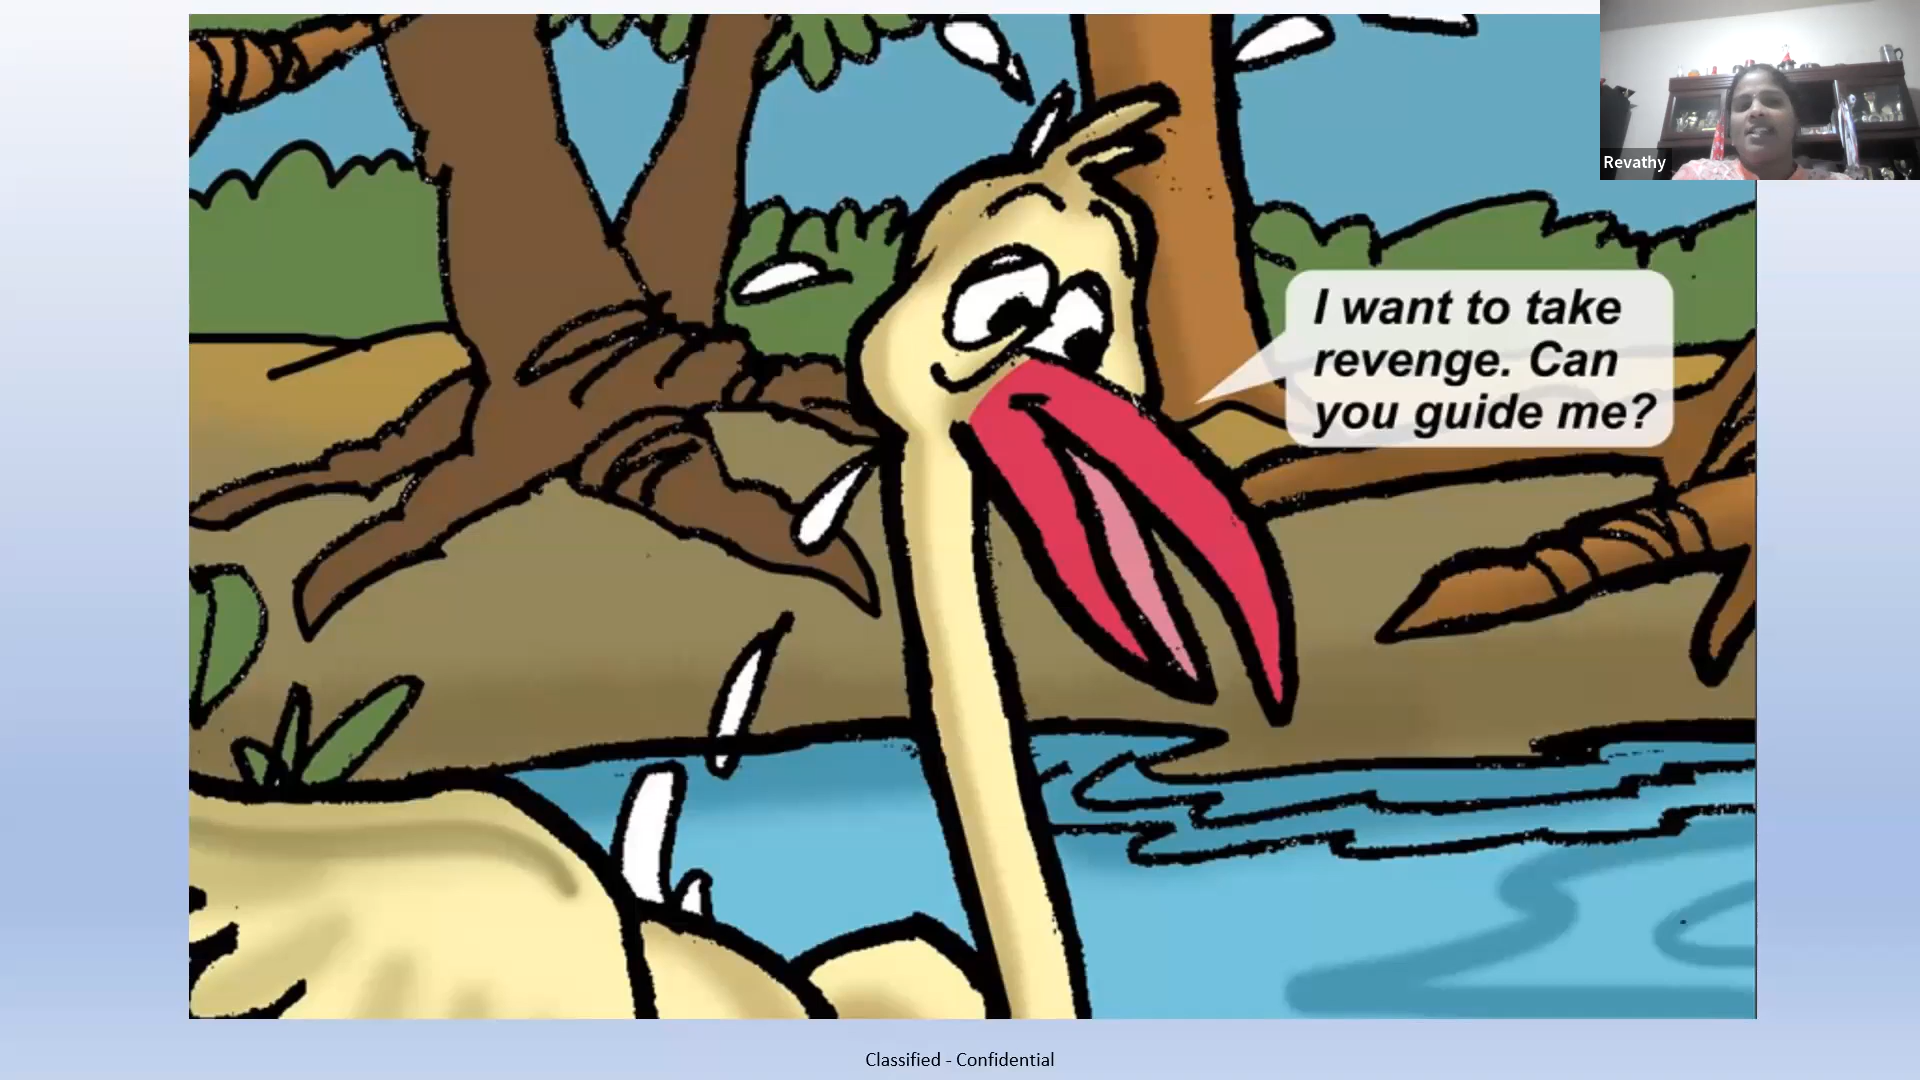 Revathy
I want to take
revenge. Can
you guide me?
Classified - Confidential